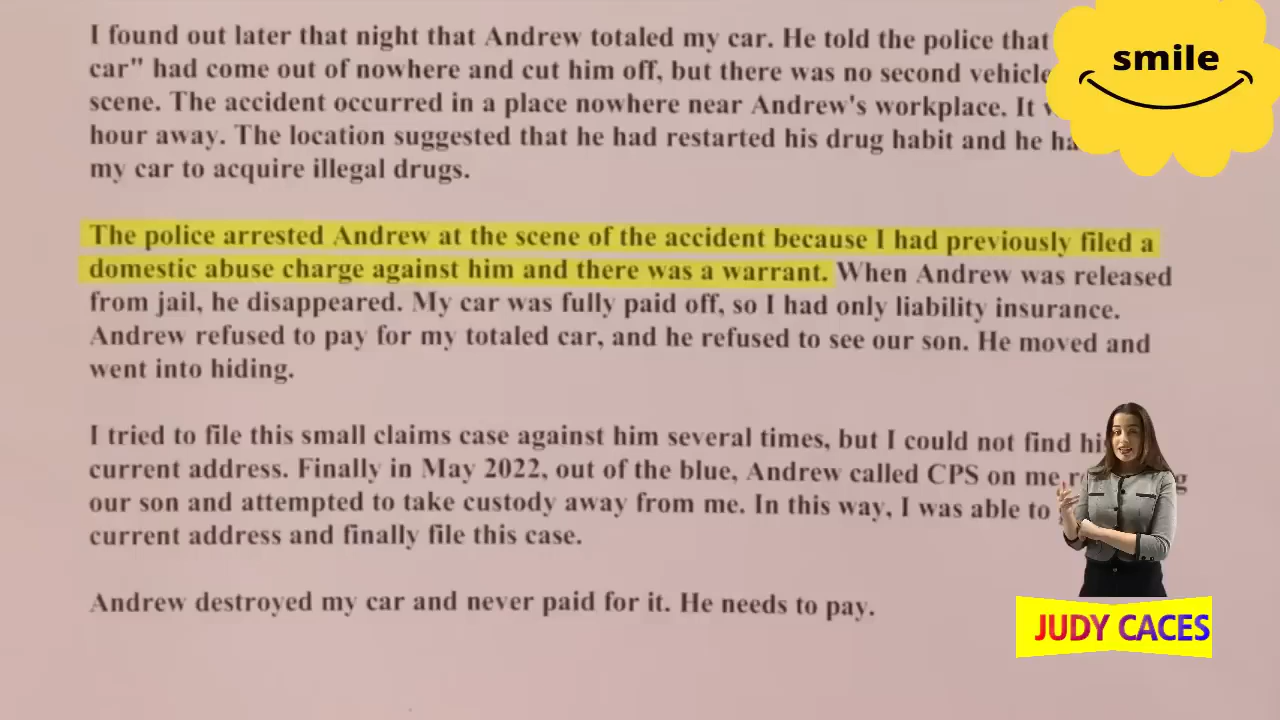 I found out later that night that Andrew totaled my car. He told the police that
car" had come out of nowhere and cut him off, but there was no second vehicle
scene. The accident occurred in a place nowhere near Andrew's workplace. It
hour away. The location suggested that he had restarted his drug habit and he
my car to acquire illegal drugs.
The police arrested Andrew at the scene of the accident because I had previously filed a
domestic abuse charge against him and there was a warrant. When Andrew was released
from jail, he disappeared. My car was fully paid off, so I had only liability insurance.
Andrew refused to pay for my totaled car, and he refused to see our son. He moved and
went into hiding.
I tried to file this small claims case against him several times, but I could not find
current address. Finally in May 2022, out of the blue, Andrew called CPS on me
our son and attempted to take custody away from me. In this way, I was able to
current address and finally file this case.
Andrew destroyed my car and never paid for it. He needs to pay.
smile
JUDY CACES